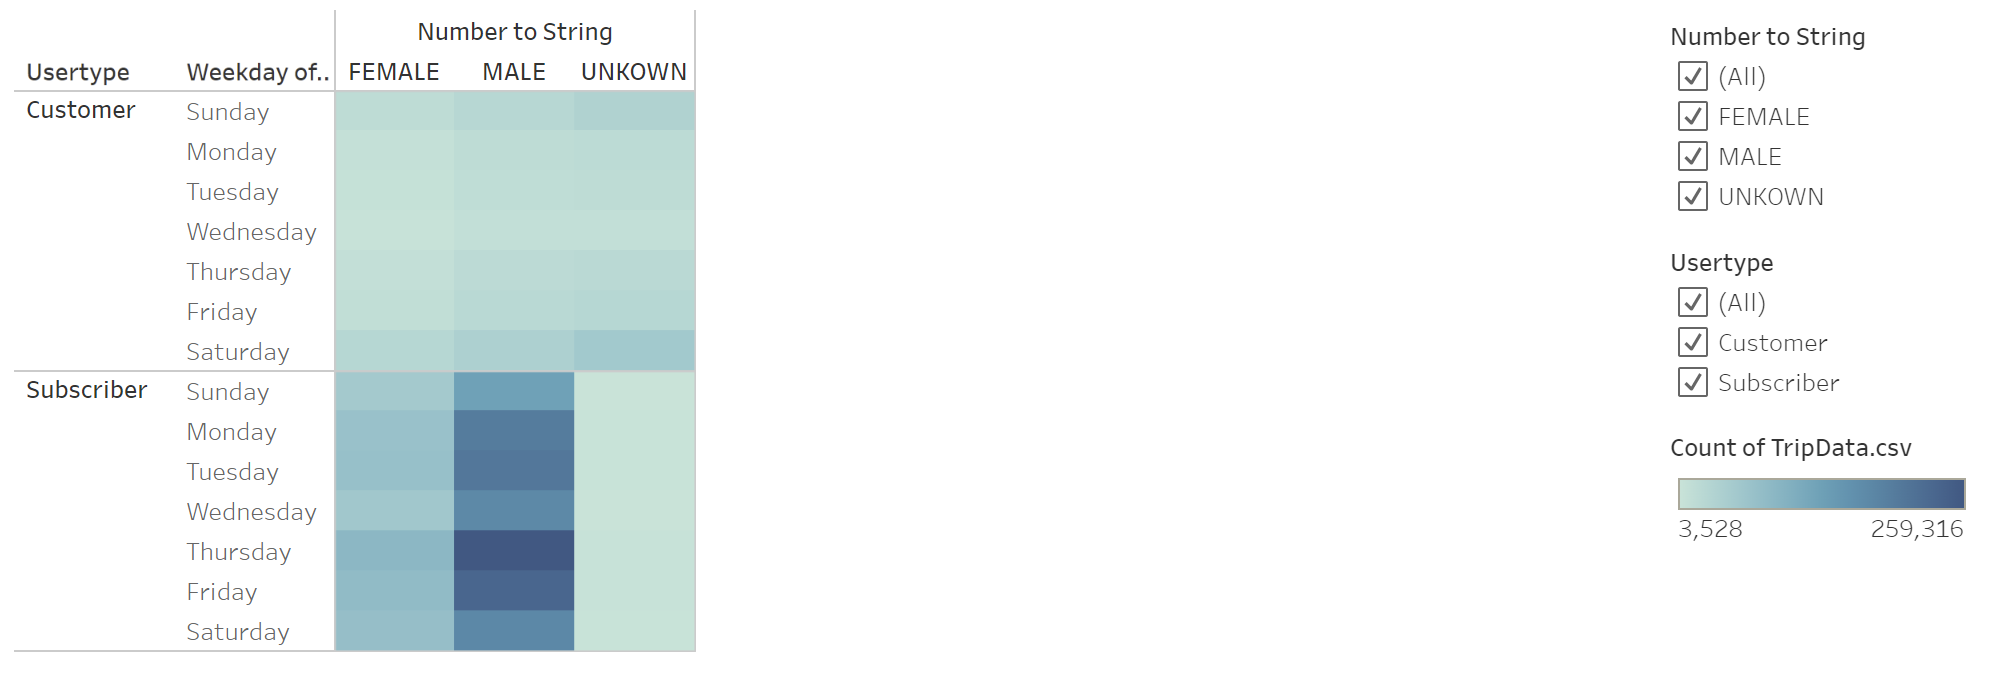 Number to String
Usertype Weekday of.. FEMALE MALE UNKOWN
Customer Sunday
Monday
Tuesday
Wednesday
Thursday
Friday
Saturday
Subscriber Sunday
Monday
Tuesday
Wednesday
Thursday
Friday
Saturday
Number to String
(All)
FEMALE
MALE
UNKOWN
Usertype
(All)
Customer
Subscriber
Count of TripData.csv
3,528 259,316